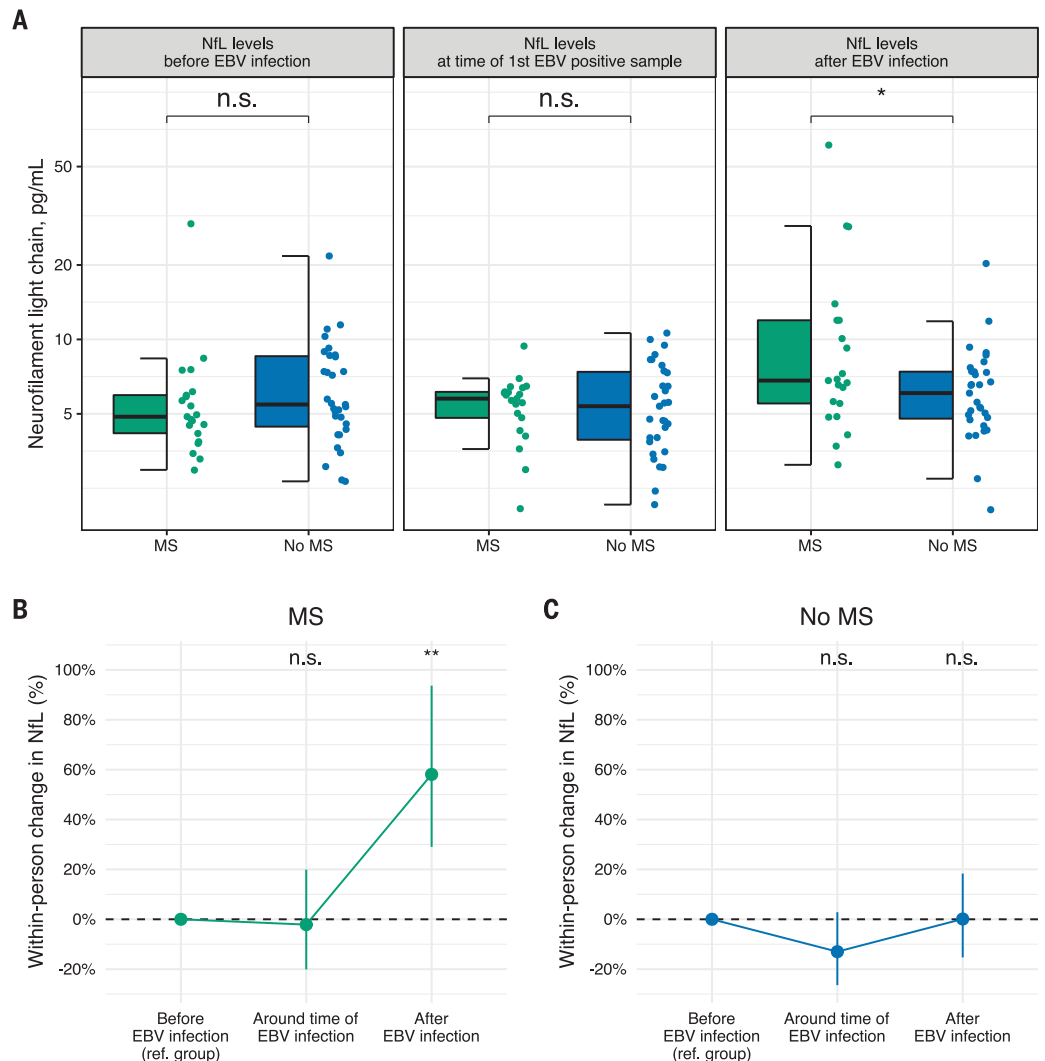 A
NfL levels
before EBV infection
NfL levels
at time of 1st EBV positive sample
NfL levels
after EBV infection
n.s.
n.s.
*
Neurofilament light chain, pg/mL
50
20
10
5
MS
No MS
MS
No MS
MS
No MS
B
MS
Within-person change in NfL (%)
100%
80%
60%
40%
20%
0%
-20%
n.s.
**
Before
EBV infection
(ref. group)
Around time of
EBV infection
After
EBV infection
C
No MS
Within-person change in NfL (%)
100%
80%
60%
40%
20%
0%
-20%
n.s.
n.s.
Before
EBV infection
(ref. group)
Around time of
EBV infection
After
EBV infection